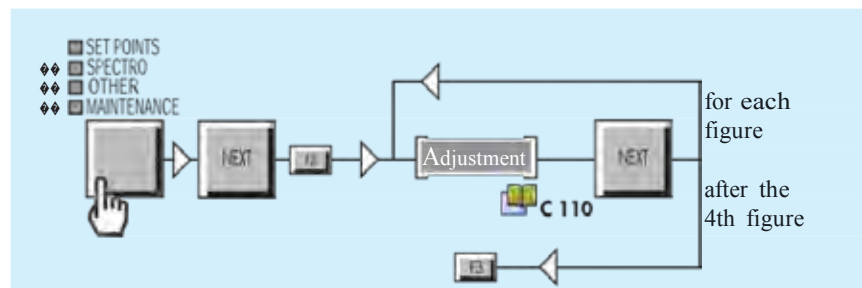 SET POINTS
�� SPECTRO
�� OTHER
�� MAINTENANCE
for each
figure
NEXT
Adjustment
NEXT
C 110
after the
4th figure
F3